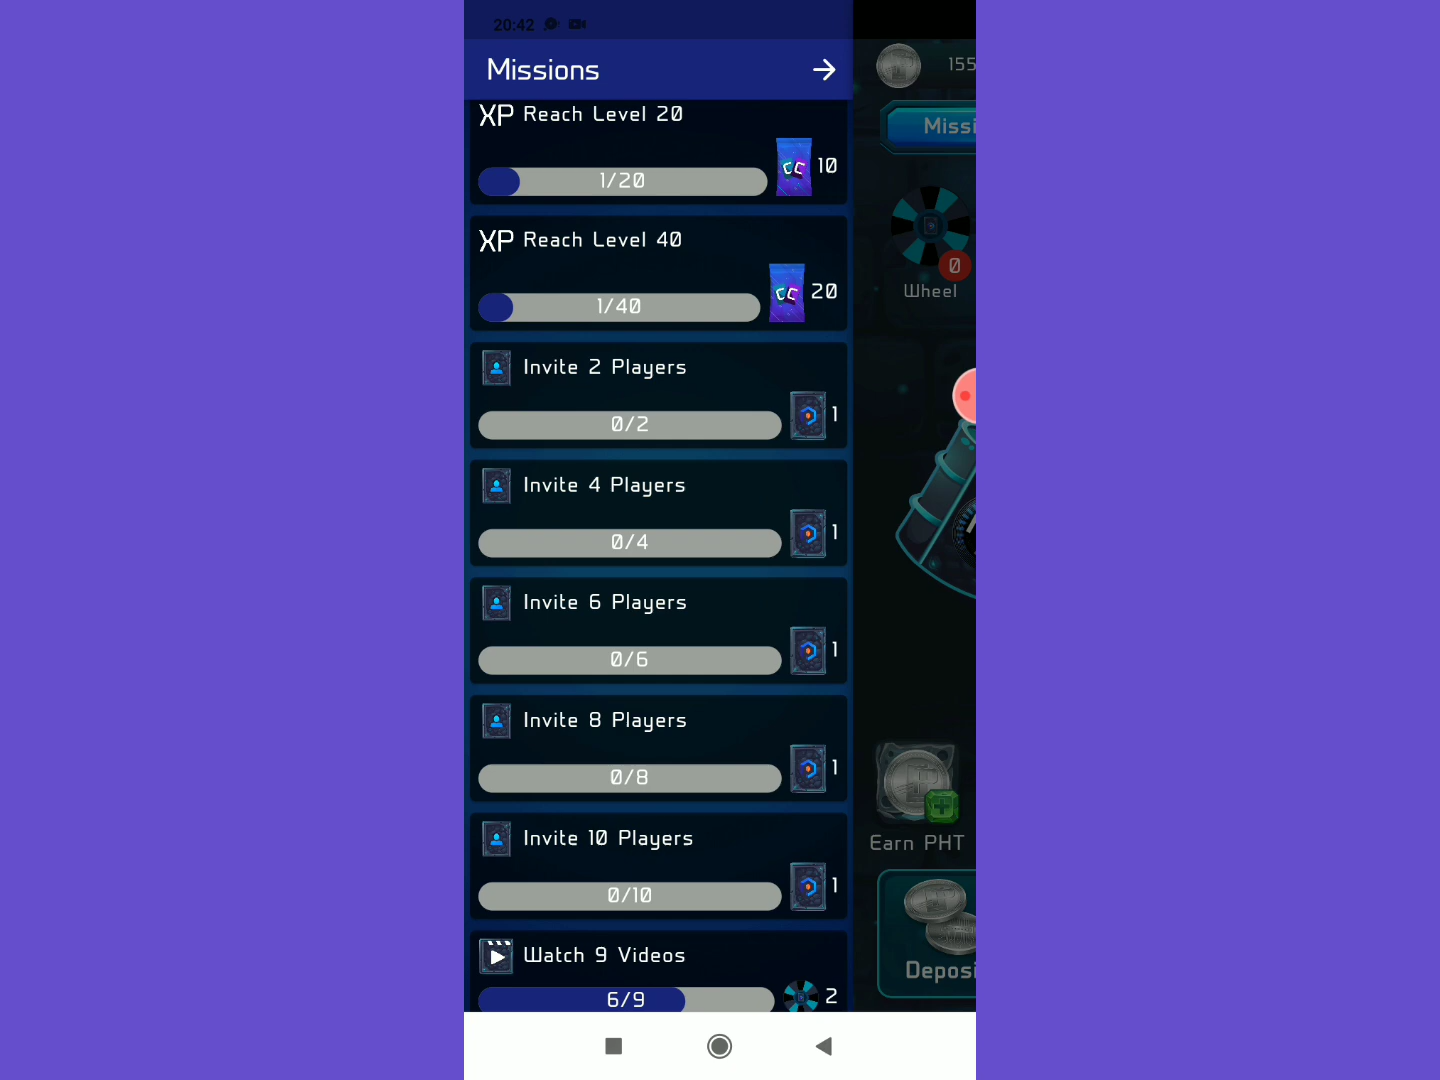 20:42
Missions
155
XP Reach Level 20
10
1/20
Missi
XP Reach Level 40
20
1/40
0
Wheel
Invite 2 Players
1
0/2
Invite 4 Players
1
0/4
Invite 6 Players
1
0/6
Invite 8 Players
1
0/8
Invite 10 Players
1
0/10
Earn PHT
Watch 9 Videos
2
6/9
Deposi